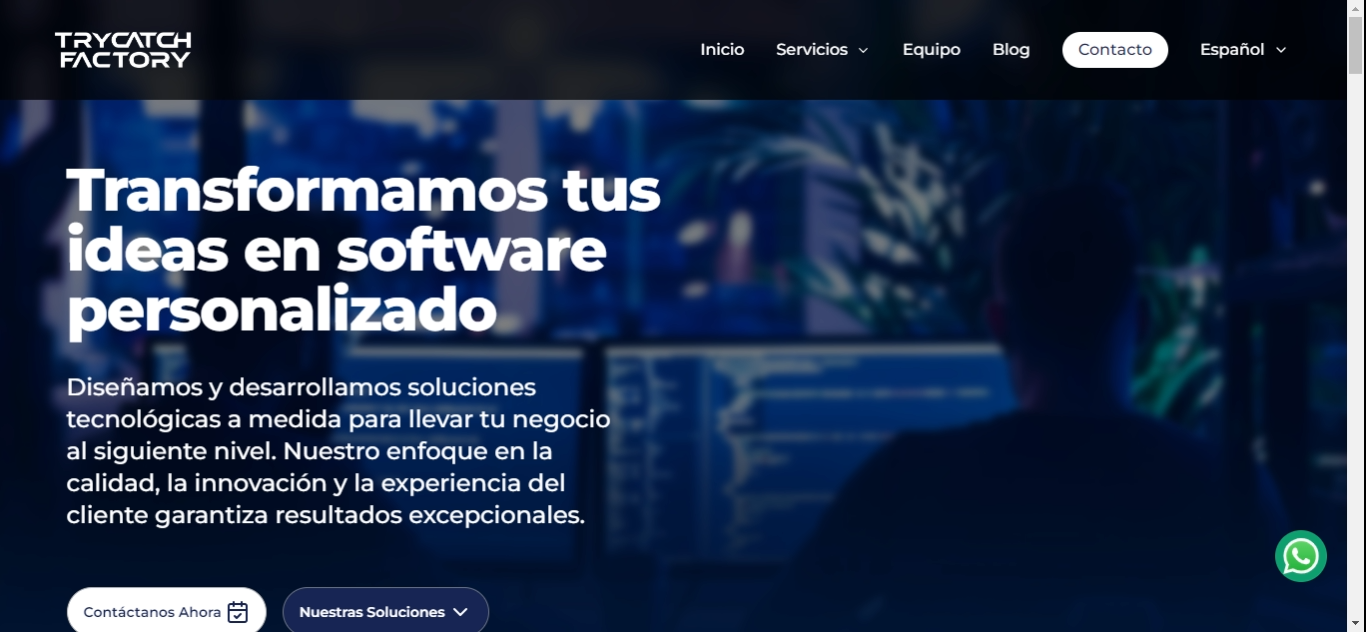 TRYCATCH
FACTORY
Inicio Servicios Equipo Blog Contacto Español
Transformamos tus
ideas en software
personalizado
Diseñamos y desarrollamos soluciones
tecnológicas a medida para llevar tu negocio
al siguiente nivel. Nuestro enfoque en la
calidad, la innovación y la experiencia del
cliente garantiza resultados excepcionales.
Contáctanos Ahora Nuestras Soluciones